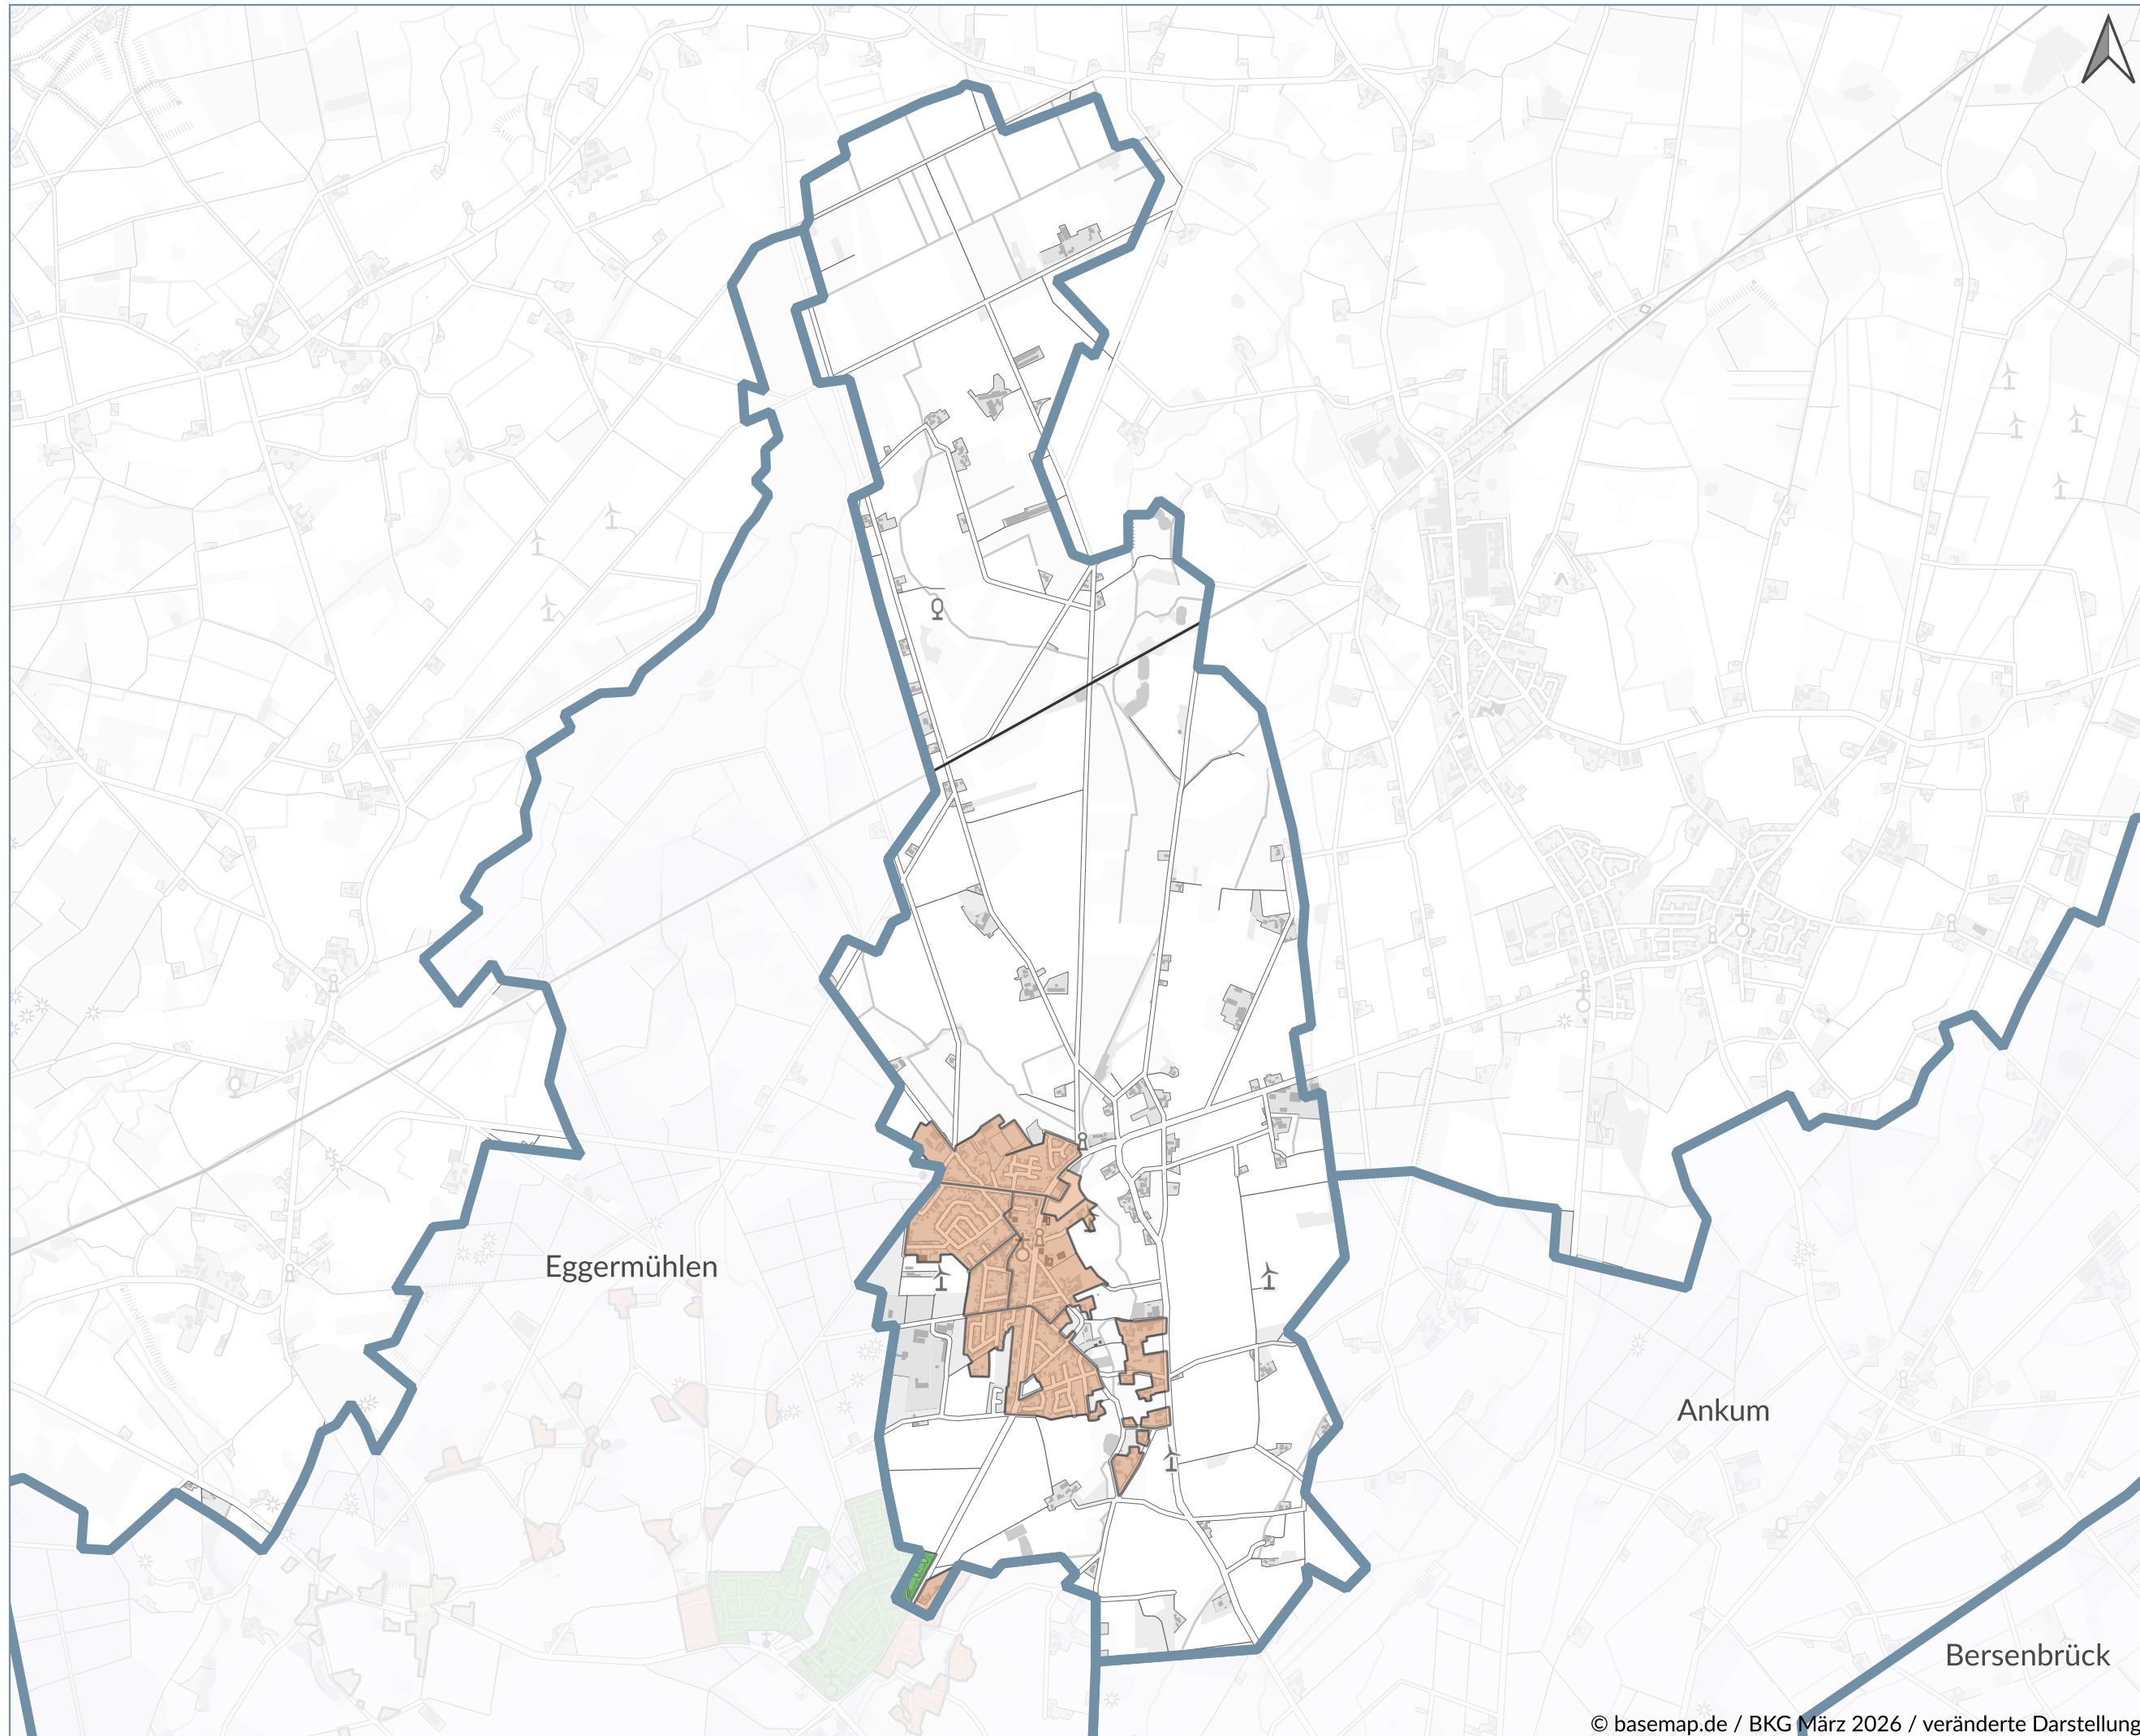 Eggermühlen
Ankum
Bersenbrück
© basemap.de / BKG März 2026 / veränderte Darstellung